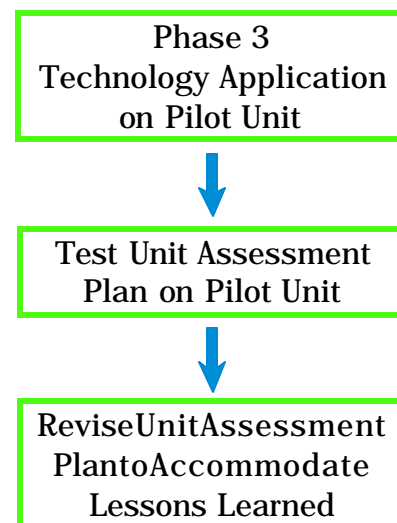 Phase 3
Technology Application
on Pilot Unit
Test Unit Assessment
Plan on Pilot Unit
ReviseUnitAssessment
PlantoAccommodate
Lessons Learned